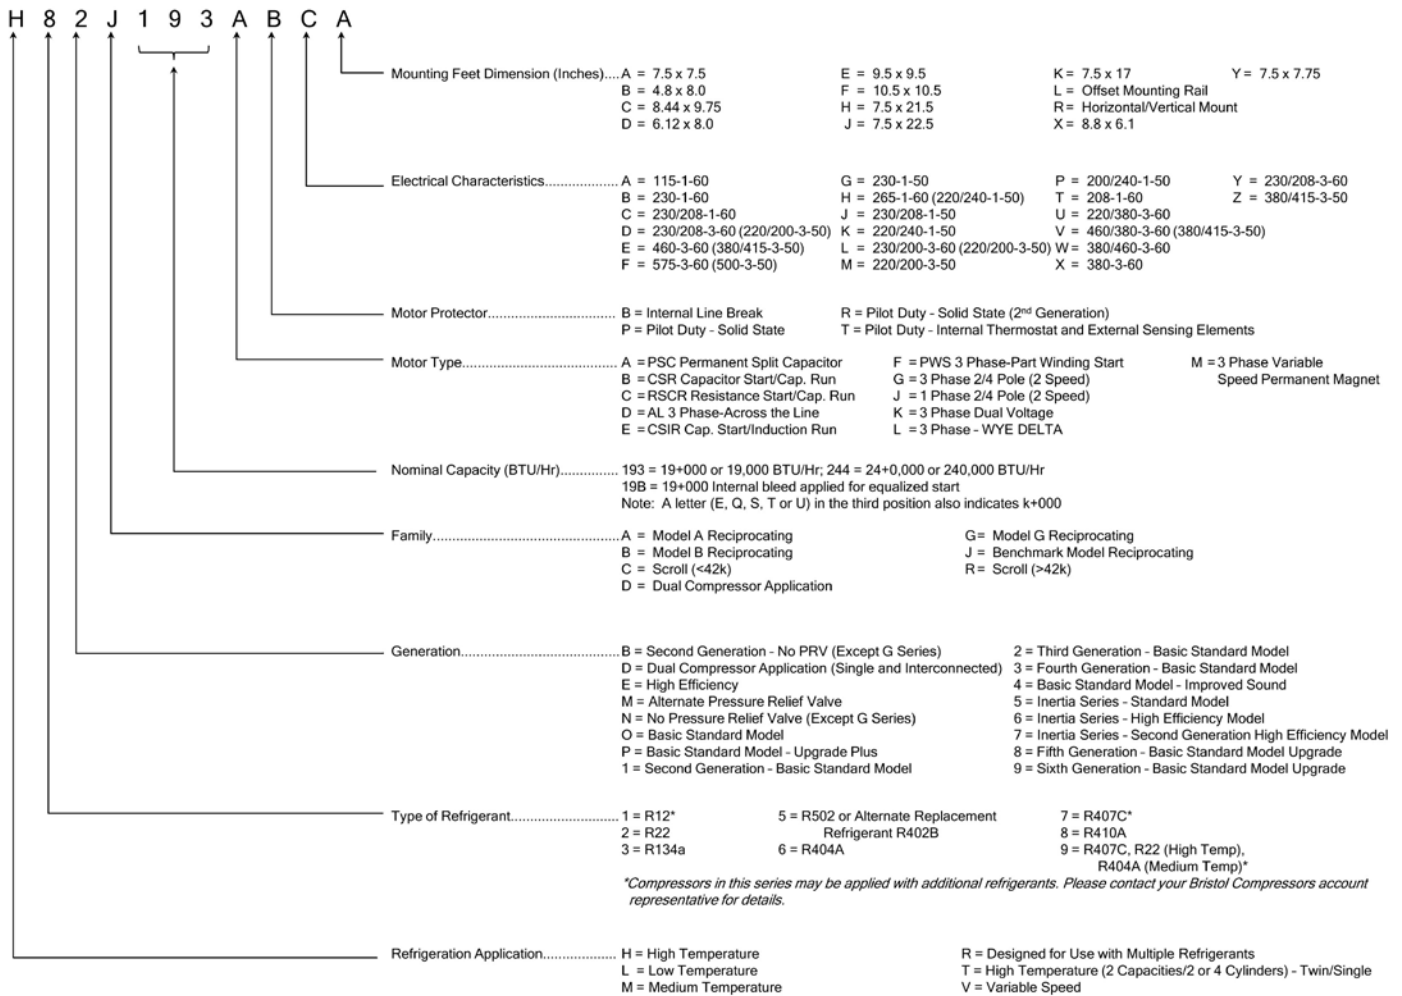 H 8 2 J 1 9 3 A B C A
Mounting Feet Dimension (Inches)....A = 7.5 x 7.5 E = 9.5 x 9.5 K = 7.5 x 17 Y = 7.5 x 7.75
B = 4.8 x 8.0 F = 10.5 x 10.5 L = Offset Mounting Rail
C = 8.44 x 9.75 H = 7.5 x 21.5 R = Horizontal/Vertical Mount
D = 6.12 x 8.0 J = 7.5 x 22.5 X = 8.8 x 6.1
Electrical Characteristics.................. A = 115-1-60 G = 230-1-50 P = 200/240-1-50 Y = 230/208-3-60
B = 230-1-60 H = 265-1-60 (220/240-1-50) T = 208-1-60 Z = 380/415-3-50
C = 230/208-1-60 J = 230/208-1-50 U = 220/380-3-60
D = 230/208-3-60 (220/200-3-50) K = 220/240-1-50 V = 460/380-3-60 (380/415-3-50)
E = 460-3-60 (380/415-3-50) L = 230/200-3-60 (220/200-3-50) W = 380/460-3-60
F = 575-3-60 (500-3-50) M = 220/200-3-50 X = 380-3-60
Motor Protector............................... B = Internal Line Break R = Pilot Duty - Solid State (2nd Generation)
P = Pilot Duty - Solid State T = Pilot Duty - Internal Thermostat and External Sensing Elements
Motor Type..................................... A = PSC Permanent Split Capacitor F = PWS 3 Phase-Part Winding Start M = 3 Phase Variable
B = CSR Capacitor Start/Cap. Run G = 3 Phase 2/4 Pole (2 Speed) Speed Permanent Magnet
C = RSCR Resistance Start/Cap. Run J = 1 Phase 2/4 Pole (2 Speed)
D = AL 3 Phase-Across the Line K = 3 Phase Dual Voltage
E = CSIR Cap. Start/Induction Run L = 3 Phase - WYE DELTA
Nominal Capacity (BTU/Hr).............. 193 = 19+000 or 19,000 BTU/Hr; 244 = 24+0,000 or 240,000 BTU/Hr
19B = 19+000 Internal bleed applied for equalized start
Note: A letter (E, Q, S, T or U) in the third position also indicates k+000
Family.............................................A = Model A Reciprocating G= Model G Reciprocating
B = Model B Reciprocating J = Benchmark Model Reciprocating
C = Scroll (<42k) R = Scroll (>42k)
D = Dual Compressor Application
Generation......................................B = Second Generation - No PRV (Except G Series) 2 = Third Generation - Basic Standard Model
D = Dual Compressor Application (Single and Interconnected) 3 = Fourth Generation - Basic Standard Model
E = High Efficiency 4 = Basic Standard Model - Improved Sound
M = Alternate Pressure Relief Valve 5 = Inertia Series - Standard Model
N = No Pressure Relief Valve (Except G Series) 6 = Inertia Series - High Efficiency Model
O = Basic Standard Model 7 = Inertia Series - Second Generation High Efficiency Model
P = Basic Standard Model - Upgrade Plus 8 = Fifth Generation - Basic Standard Model Upgrade
1 = Second Generation - Basic Standard Model 9 = Sixth Generation - Basic Standard Model Upgrade
Type of Refrigerant.......................... 1 = R12* 5 = R502 or Alternate Replacement 7 = R407C*
2 = R22 Refrigerant R402B 8 = R410A
3 = R134a 6 = R404A 9 = R407C, R22 (High Temp),
R404A (Medium Temp)*
*Compressors in this series may be applied with additional refrigerants. Please contact your Bristol Compressors account
representative for details.
Refrigeration Application.................. H = High Temperature R = Designed for Use with Multiple Refrigerants
L = Low Temperature T = High Temperature (2 Capacities/2 or 4 Cylinders) - Twin/Single
M = Medium Temperature V = Variable Speed